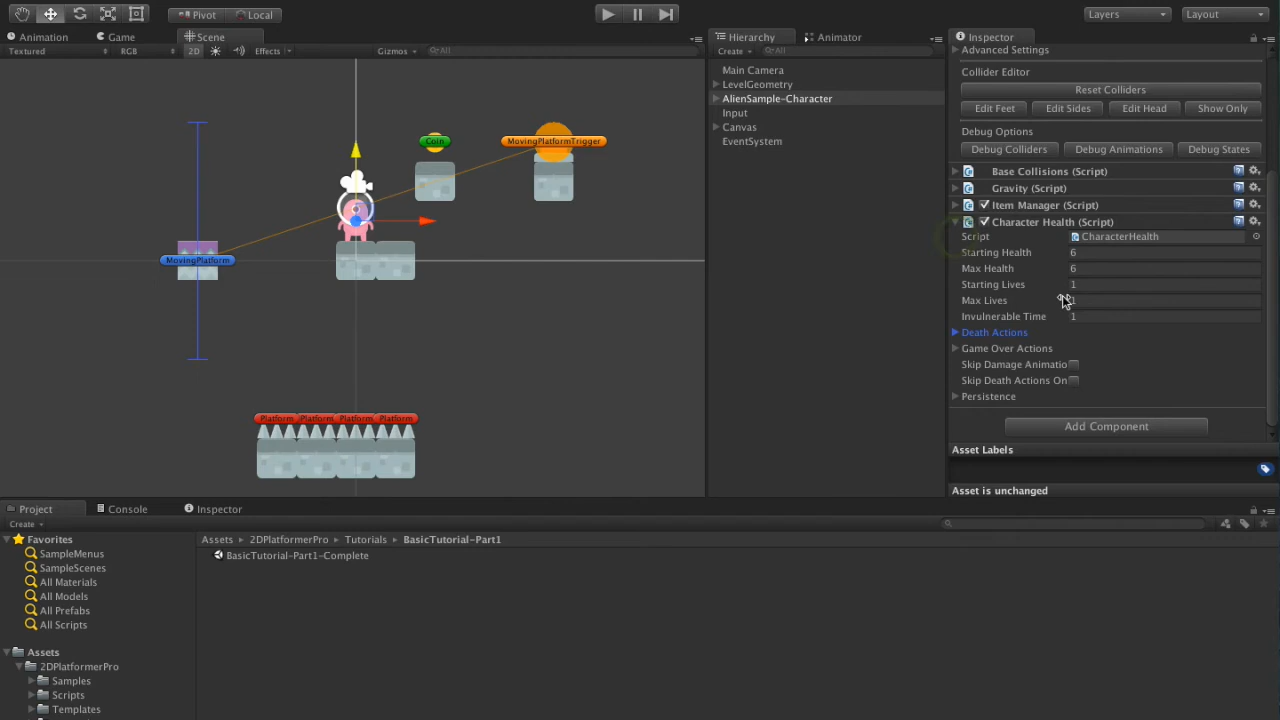 Pivot
Local
Layers
Layout
Animation
Game
Scene
Hierarchy
Animator
Inspector
Textured
RGB
2D
Effects
Gizmos
All
Create
All
Advanced Settings
Main Camera
LevelGeometry
AlienSample-Character
Input
Canvas
EventSystem
Coin
MovingPlatformTrigger
MovingPlatform
Platform
Platform
Platform
Platform
Collider Editor
Reset Colliders
Edit Feet
Edit Sides
Edit Head
Show Only
Debug Options
Debug Colliders
Debug Animations
Debug States
Base Collisions (Script)
Gravity (Script)
Item Manager (Script)
Character Health (Script)
Script
CharacterHealth
Starting Health
6
Max Health
6
Starting Lives
1
Max Lives
1
Invulnerable Time
1
Death Actions
Game Over Actions
Skip Damage Animatio
Skip Death Actions On
Persistence
Add Component
Asset Labels
Asset is unchanged
Project
Console
Inspector
Create
Favorites
SampleMenus
SampleScenes
All Materials
All Models
All Prefabs
All Scripts
Assets
2DPlatformerPro
Samples
Scripts
Templates
Assets
2DPlatformerPro
Tutorials
BasicTutorial-Part1
BasicTutorial-Part1-Complete